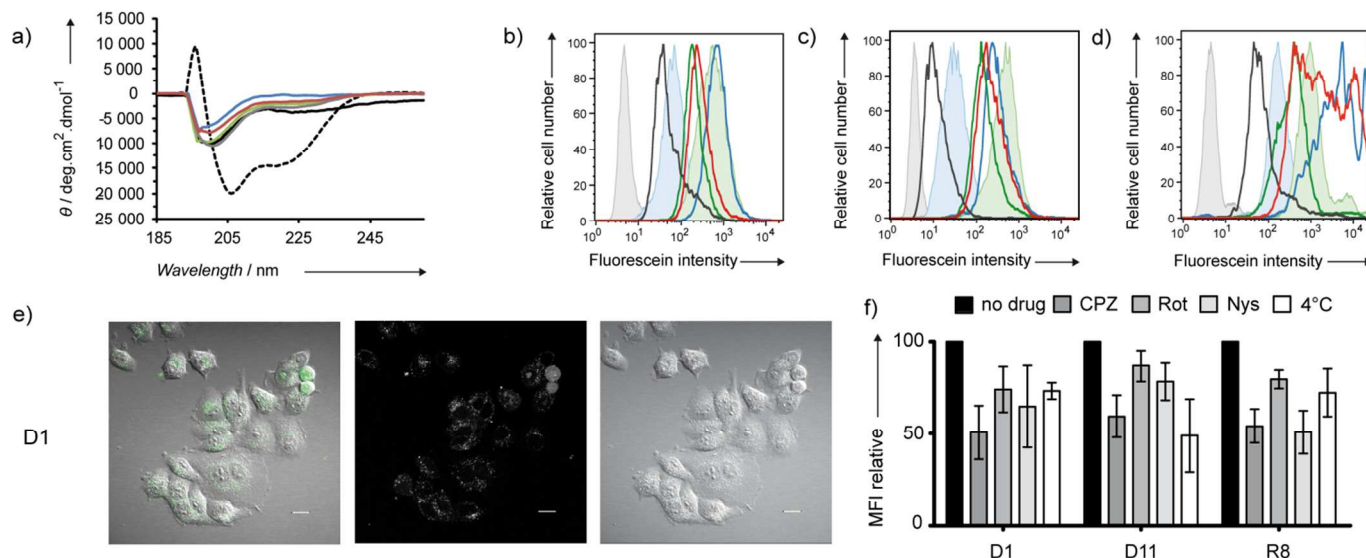 a)
θ / deg.cm².dmol⁻¹
15 000
10 000
5 000
0
5 000
10 000
15 000
20 000
25 000
185 205 225 245
Wavelength / nm
b)
Relative cell number
100
80
60
40
20
0
10⁰ 10¹ 10² 10³ 10⁴
Fluorescein intensity
c)
Relative cell number
100
80
60
40
20
0
10⁰ 10¹ 10² 10³ 10⁴
Fluorescein intensity
d)
Relative cell number
100
80
60
40
20
0
10⁰ 10¹ 10² 10³ 10⁴
Fluorescein intensity
e)
D1
f)
no drug CPZ Rot Nys 4°C
MFI relative
100
50
0
D1 D11 R8